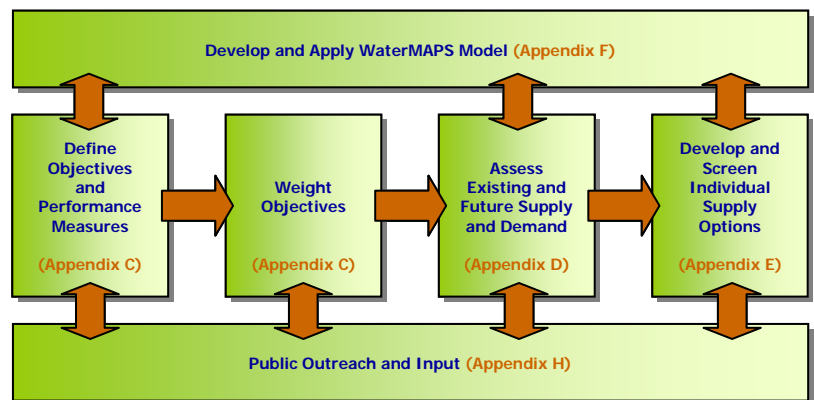 Develop and Apply WaterMAPS Model (Appendix F)
Define
Objectives
and
Performance
Measures
(Appendix C)
Weight
Objectives
(Appendix C)
Assess
Existing and
Future Supply
and Demand
(Appendix D)
Develop and
Screen
Individual
Supply
Options
(Appendix E)
Public Outreach and Input (Appendix H)